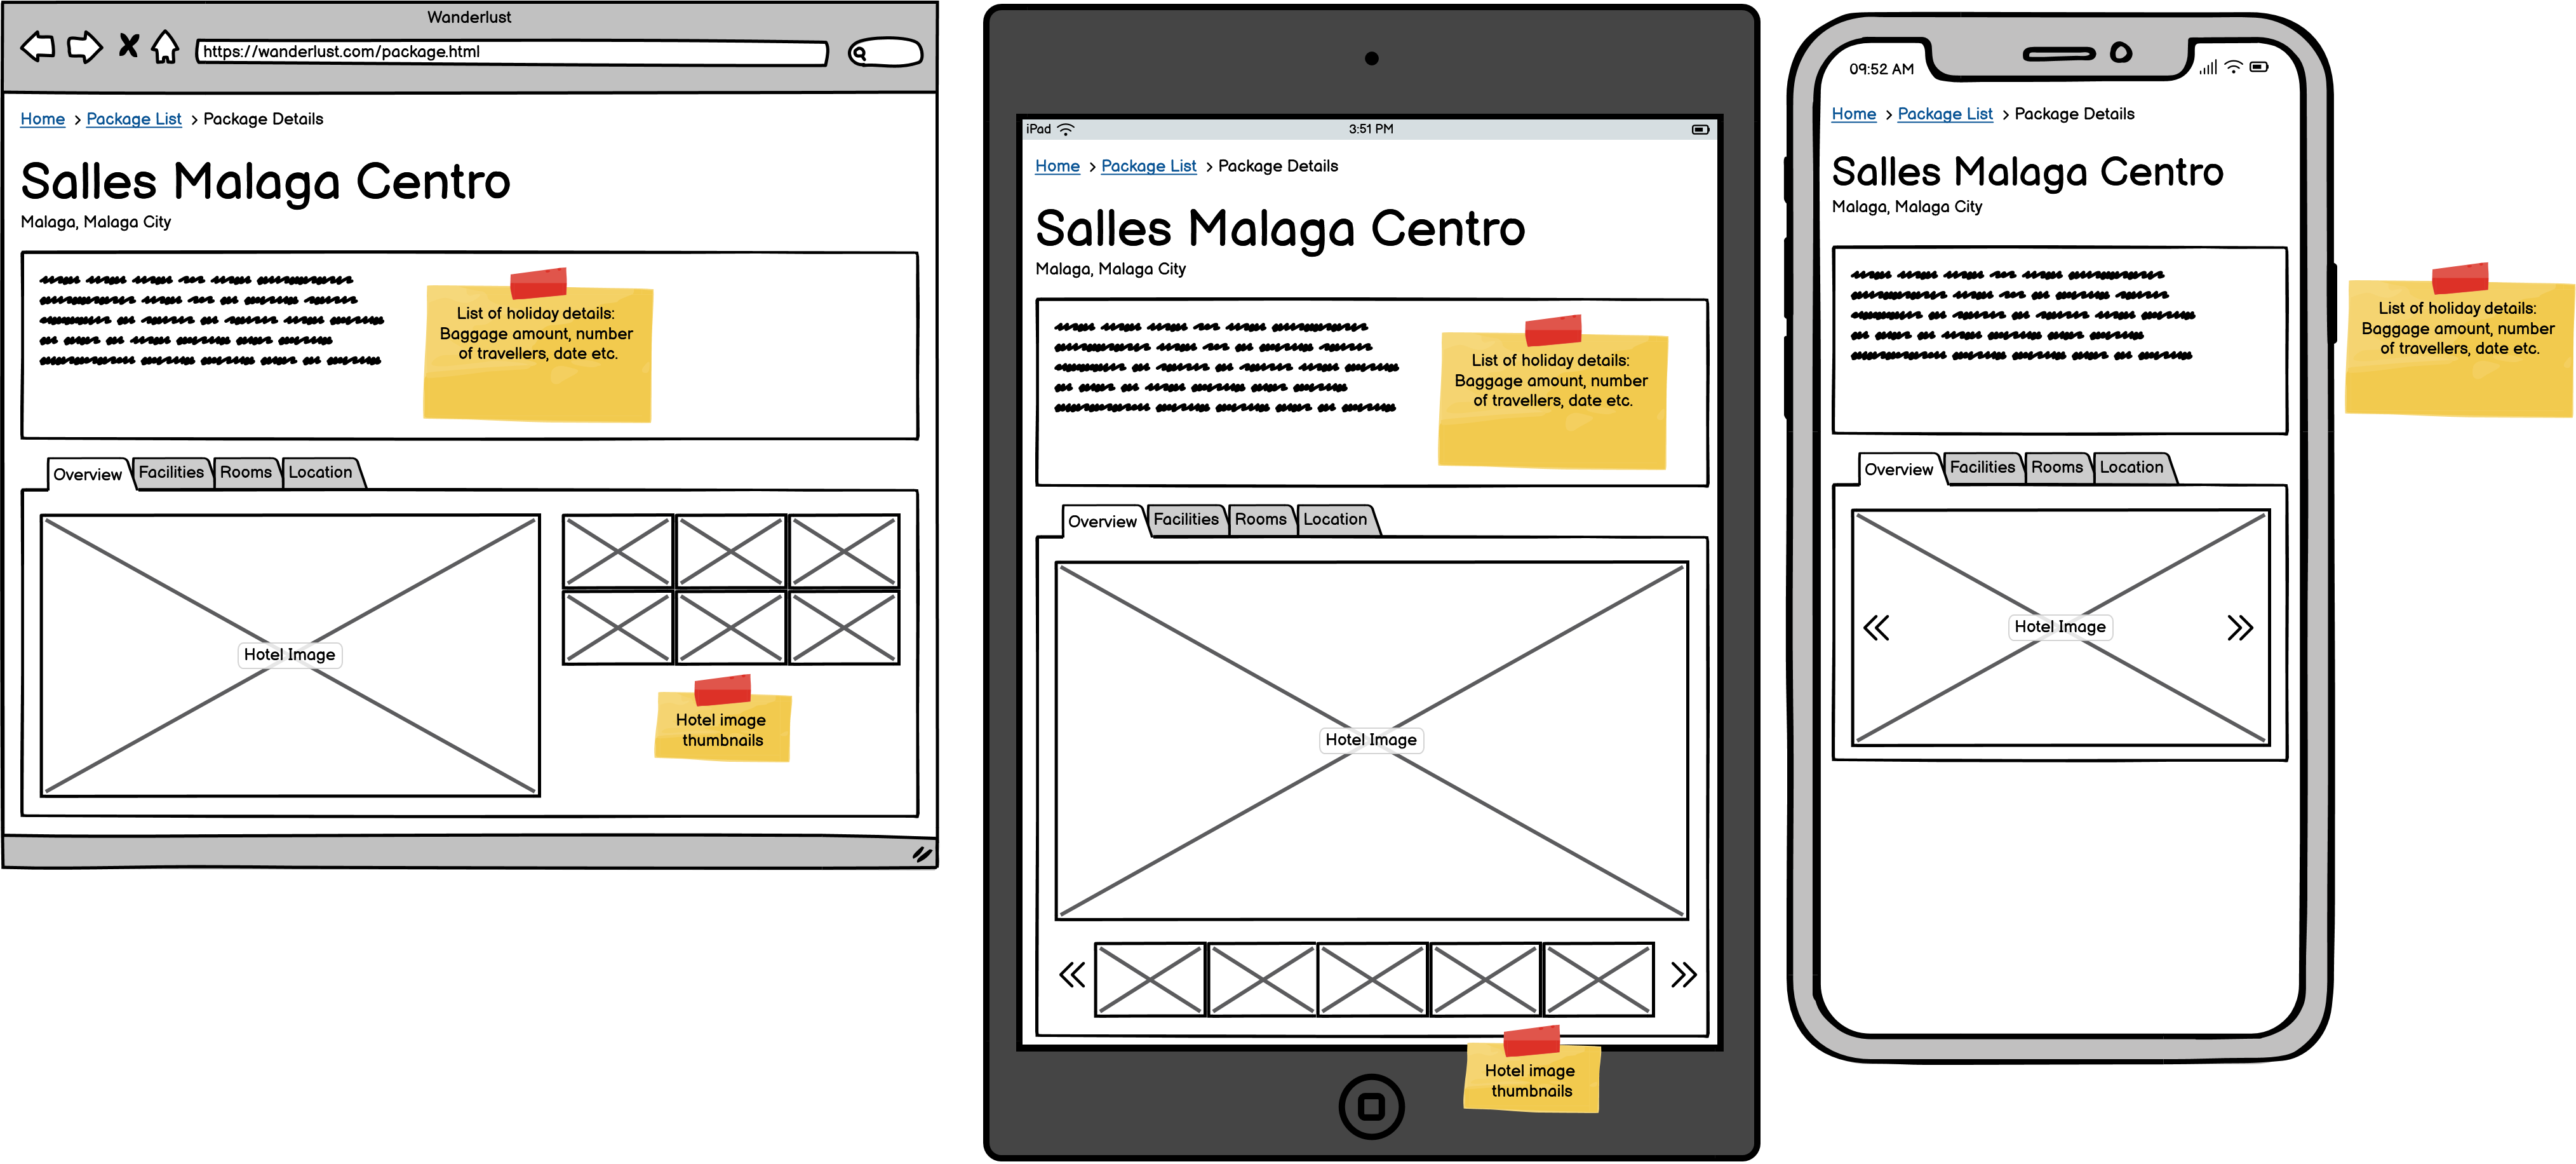 Wanderlust
https://wanderlust.com/package.html
Home > Package List > Package Details
Salles Malaga Centro
Malaga, Malaga City
List of holiday details:
Baggage amount, number
of travellers, date etc.
Overview Facilities Rooms Location
Hotel Image
Hotel image
thumbnails
iPad 3:51 PM
Home > Package List > Package Details
Salles Malaga Centro
Malaga, Malaga City
List of holiday details:
Baggage amount, number
of travellers, date etc.
Overview Facilities Rooms Location
Hotel Image
Hotel image
thumbnails
09:52 AM
Home > Package List > Package Details
Salles Malaga Centro
Malaga, Malaga City
List of holiday details:
Baggage amount, number
of travellers, date etc.
Overview Facilities Rooms Location
Hotel Image